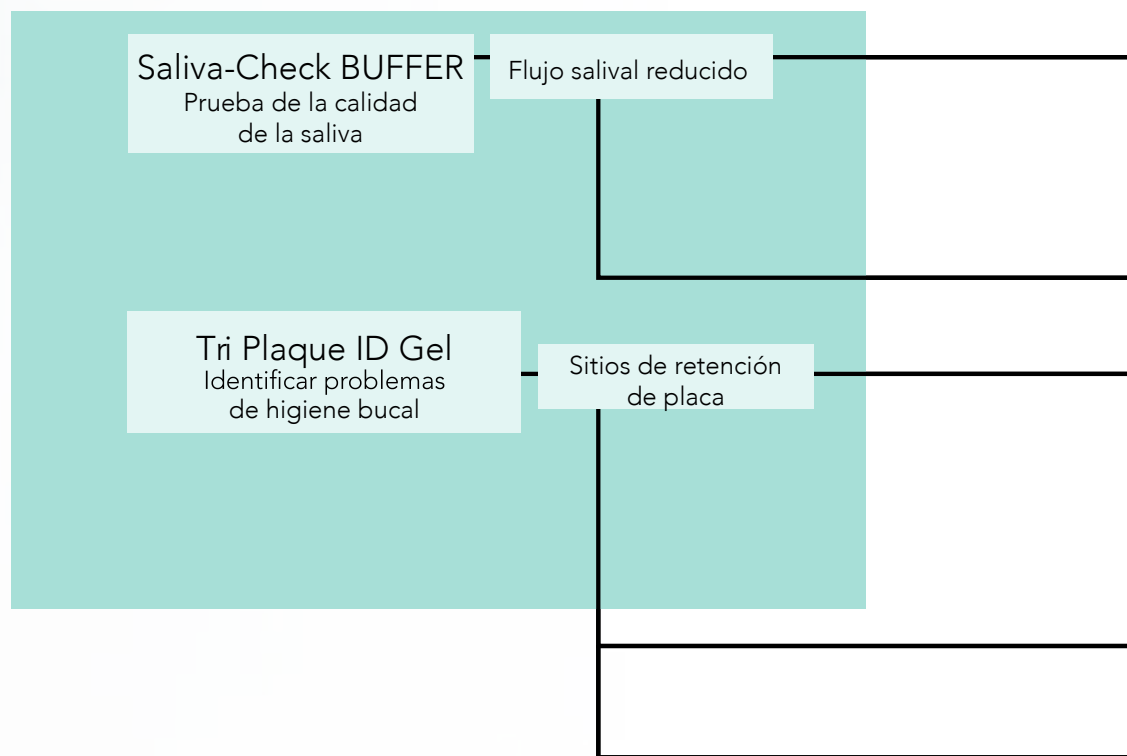 Saliva-Check BUFFER
Prueba de la calidad
de la saliva
Flujo salival reducido
Tri Plaque ID Gel
Identificar problemas
de higiene bucal
Sitios de retención
de placa